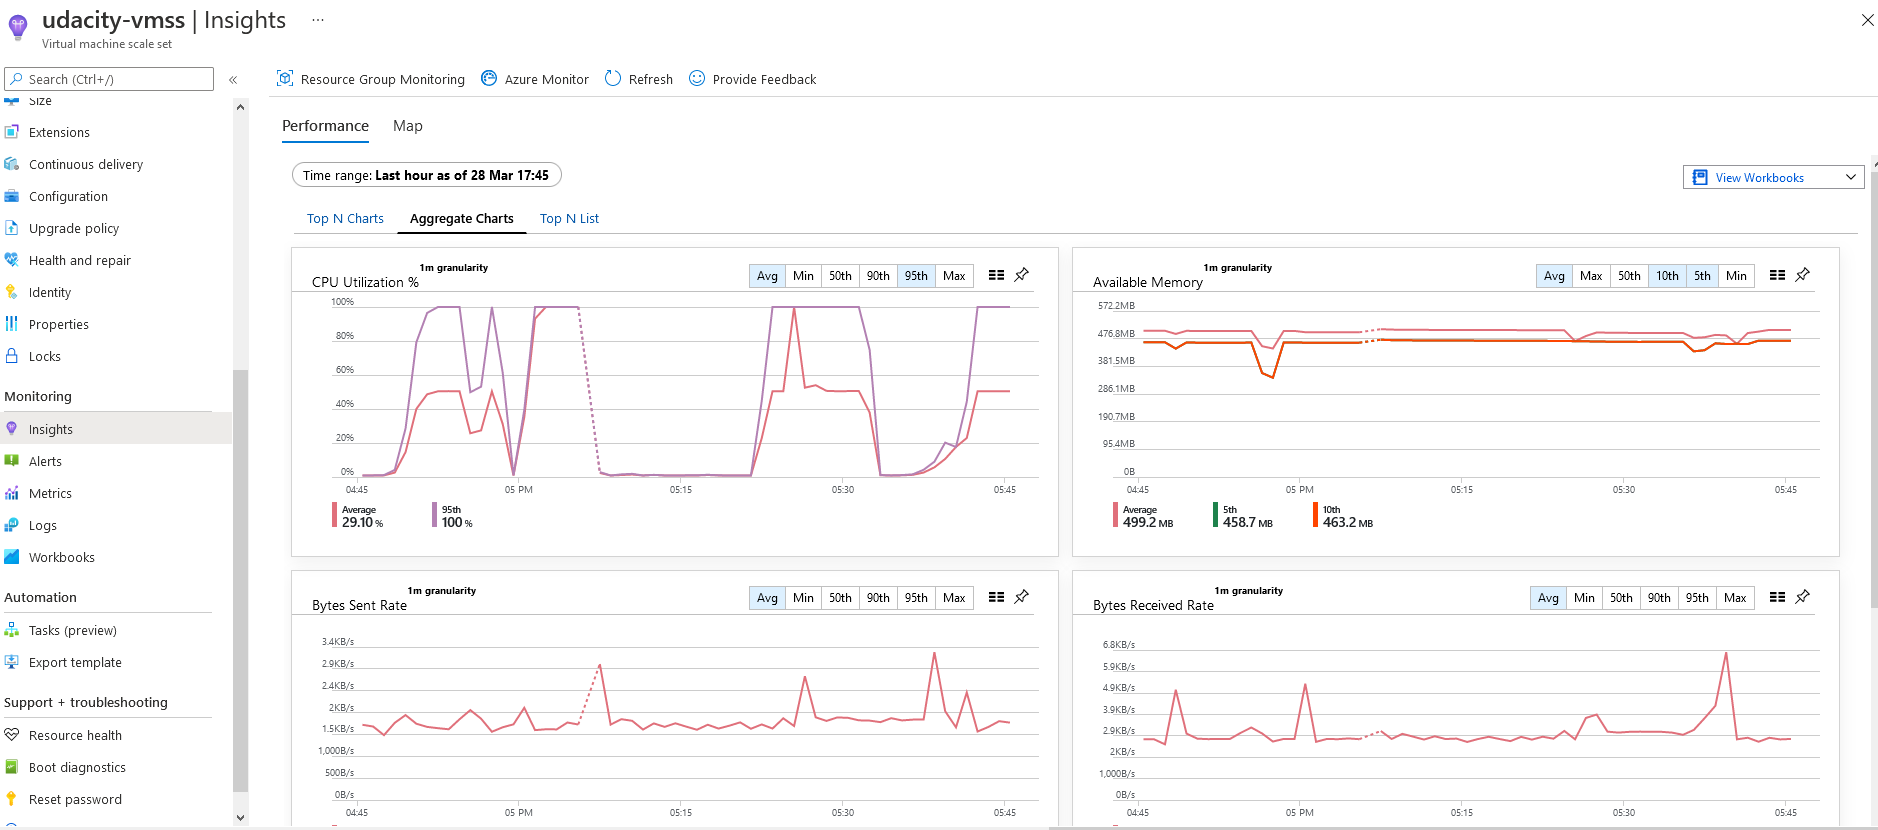 udacity-vmss | Insights ...
Virtual machine scale set
Search (Ctrl+/)
«
Size
Extensions
Continuous delivery
Configuration
Upgrade policy
Health and repair
Identity
Properties
Locks
Monitoring
Insights
Alerts
Metrics
Logs
Workbooks
Automation
Tasks (preview)
Export template
Support + troubleshooting
Resource health
Boot diagnostics
Reset password
Resource Group Monitoring Azure Monitor Refresh Provide Feedback
Performance Map
Time range: Last hour as of 28 Mar 17:45
View Workbooks
Top N Charts Aggregate Charts Top N List
1m granularity
CPU Utilization %
Avg Min 50th 90th 95th Max
100%
80%
60%
40%
20%
0%
04:45 05 PM 05:15 05:30 05:45
Average 95th
29.10 % 100 %
1m granularity
Available Memory
Avg Max 50th 10th 5th Min
572.2MB
476.8MB
381.5MB
286.1MB
190.7MB
95.4MB
0B
04:45 05 PM 05:15 05:30 05:45
Average 5th 10th
499.2 MB 458.7 MB 463.2 MB
1m granularity
Bytes Sent Rate
Avg Min 50th 90th 95th Max
3.4KB/s
2.9KB/s
2.4KB/s
2KB/s
1.5KB/s
1,000B/s
500B/s
0B/s
04:45 05 PM 05:15 05:30 05:45
1m granularity
Bytes Received Rate
Avg Min 50th 90th 95th Max
6.8KB/s
5.9KB/s
4.9KB/s
3.9KB/s
2.9KB/s
2KB/s
1,000B/s
0B/s
04:45 05 PM 05:15 05:30 05:45